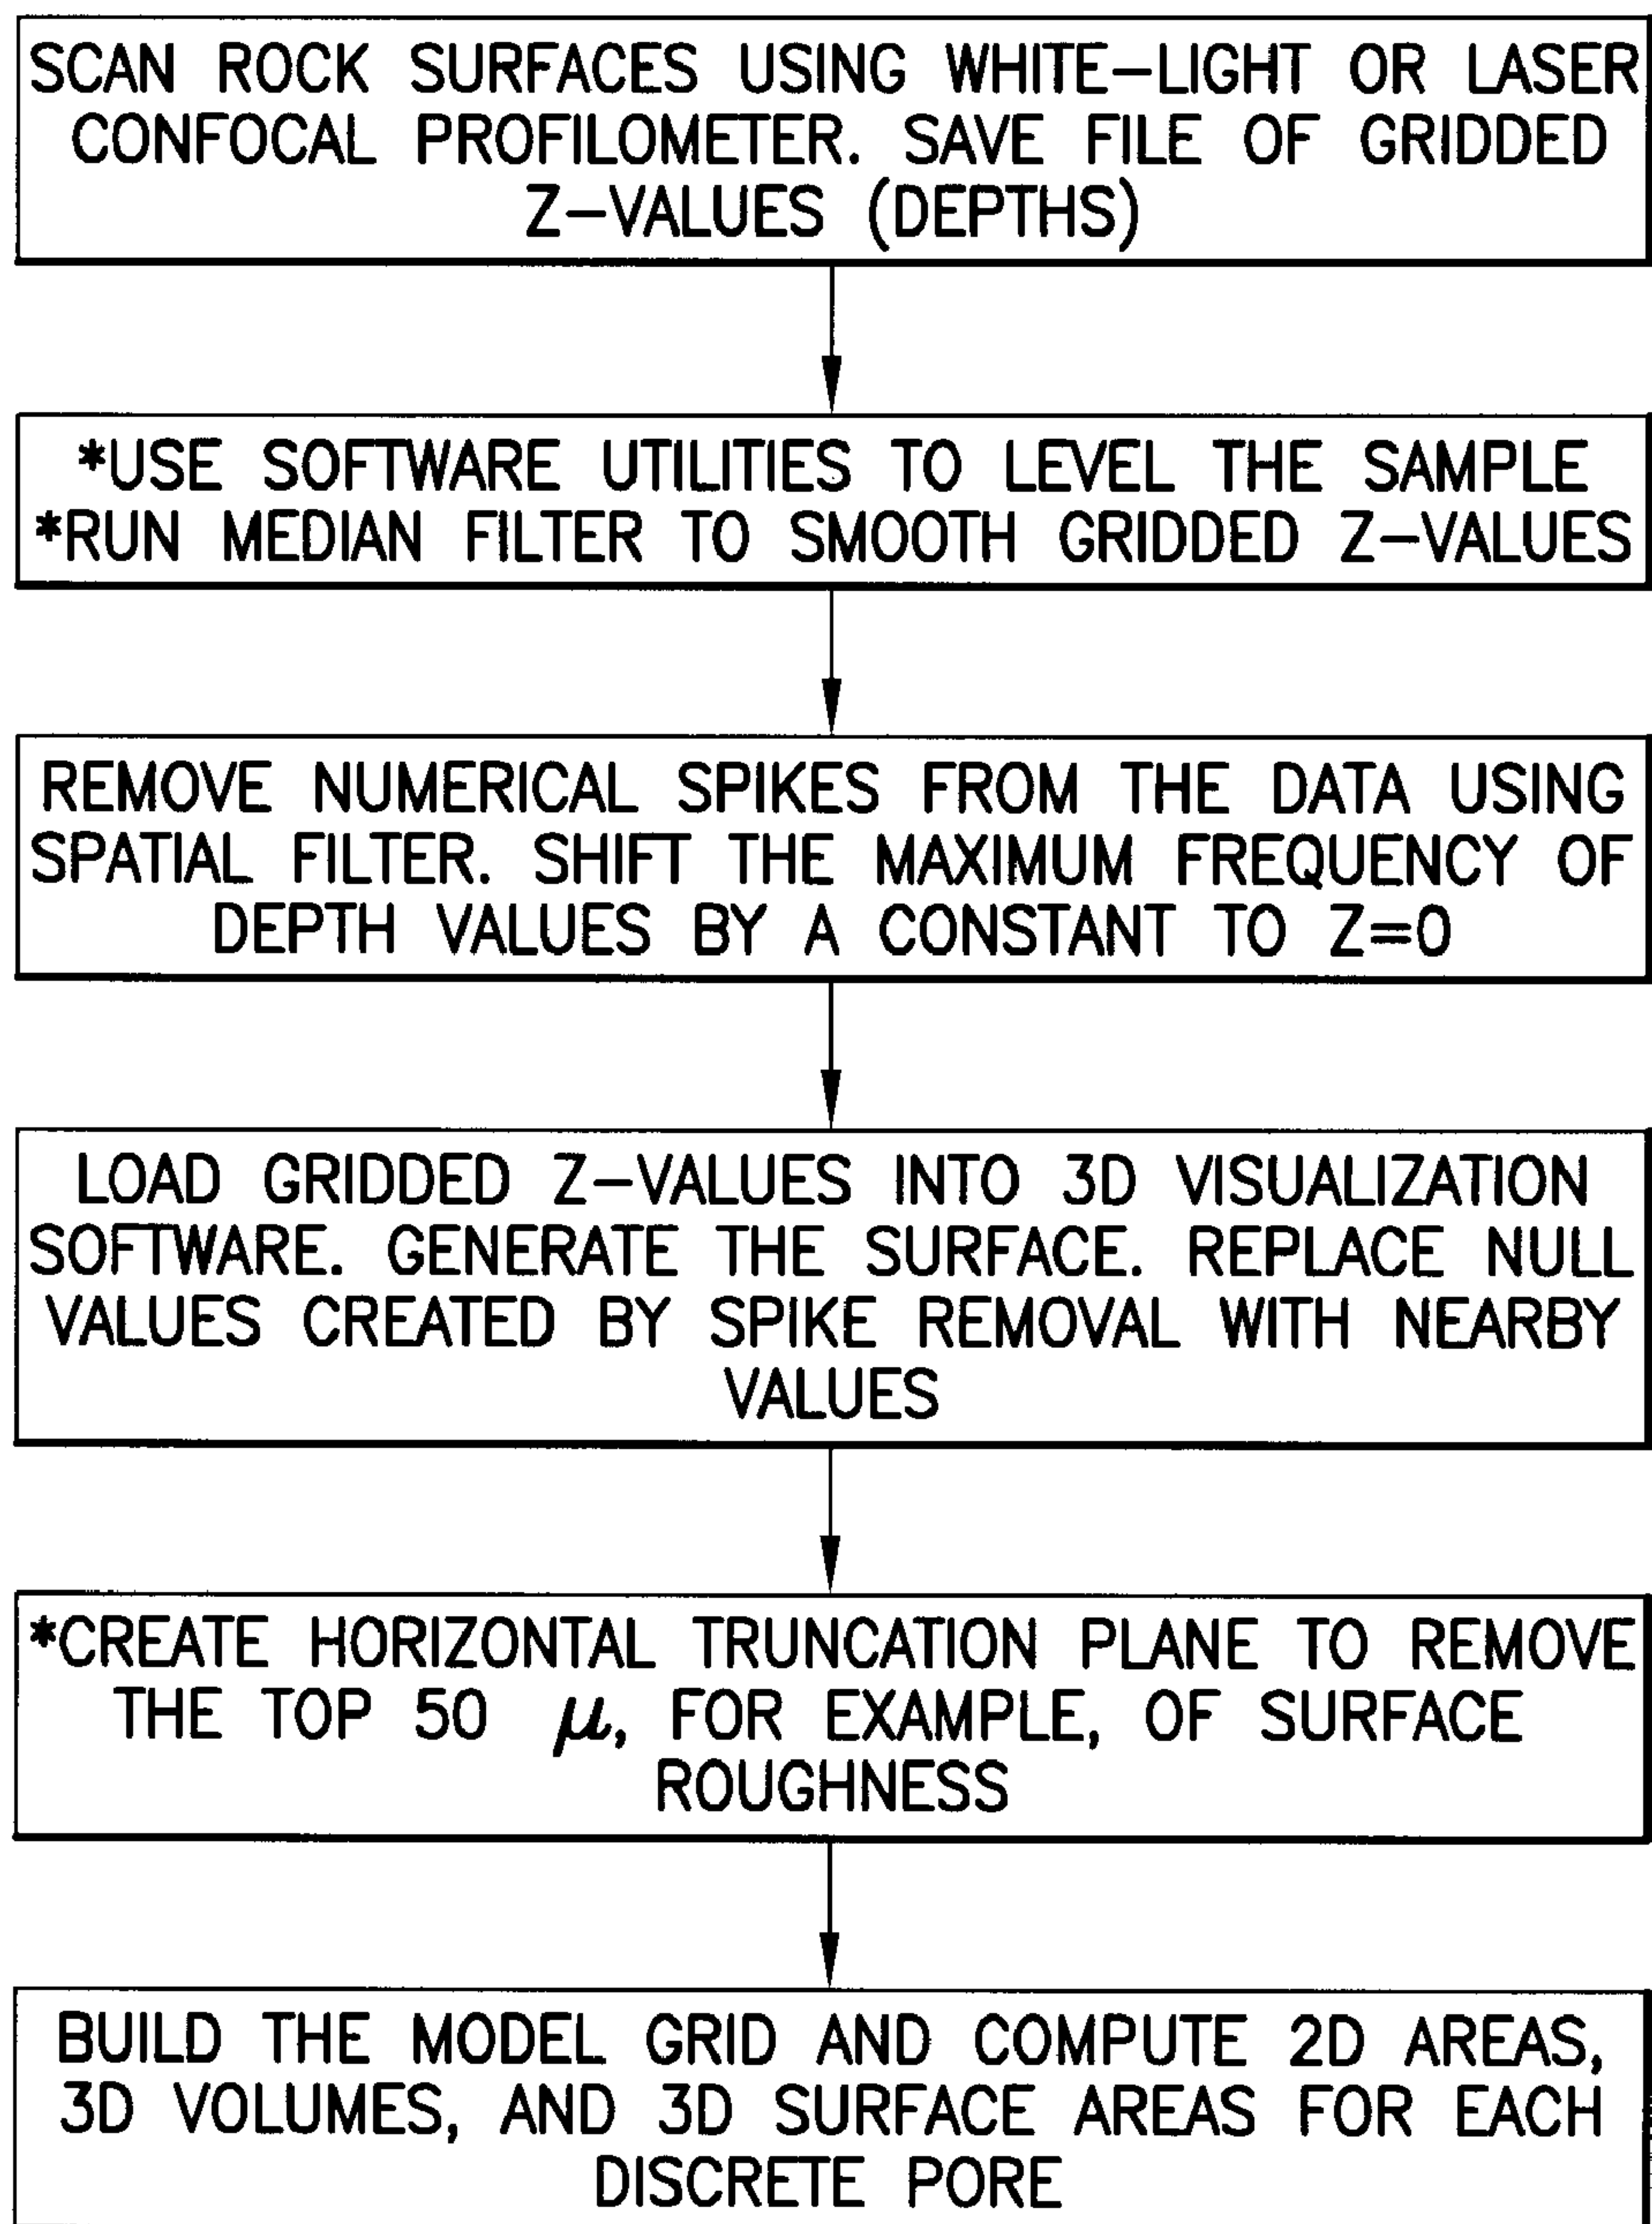 SCAN ROCK SURFACES USING WHITE-LIGHT OR LASER
CONFOCAL PROFILOMETER. SAVE FILE OF GRIDDED
Z-VALUES (DEPTHS)
*USE SOFTWARE UTILITIES TO LEVEL THE SAMPLE
*RUN MEDIAN FILTER TO SMOOTH GRIDDED Z-VALUES
REMOVE NUMERICAL SPIKES FROM THE DATA USING
SPATIAL FILTER. SHIFT THE MAXIMUM FREQUENCY OF
DEPTH VALUES BY A CONSTANT TO Z=0
LOAD GRIDDED Z-VALUES INTO 3D VISUALIZATION
SOFTWARE. GENERATE THE SURFACE. REPLACE NULL
VALUES CREATED BY SPIKE REMOVAL WITH NEARBY
VALUES
*CREATE HORIZONTAL TRUNCATION PLANE TO REMOVE
THE TOP 50 μ, FOR EXAMPLE, OF SURFACE
ROUGHNESS
BUILD THE MODEL GRID AND COMPUTE 2D AREAS,
3D VOLUMES, AND 3D SURFACE AREAS FOR EACH
DISCRETE PORE